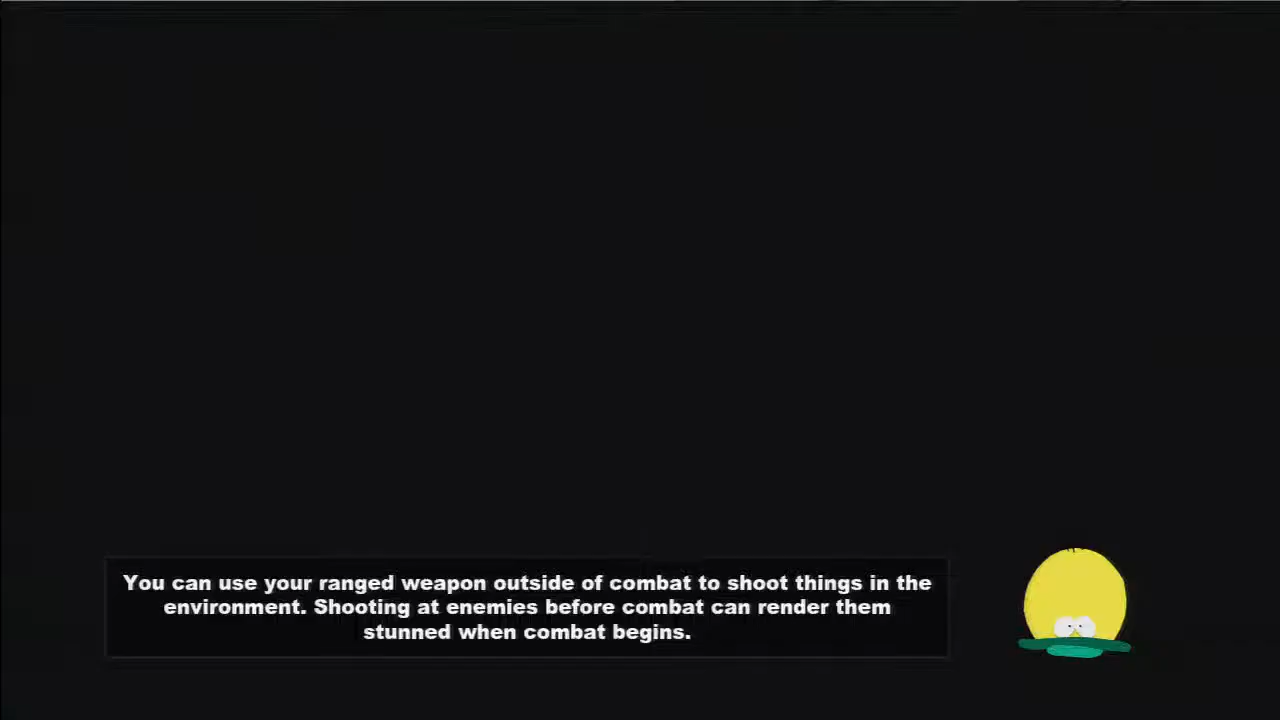 You can use your ranged weapon outside of combat to shoot things in the
environment. Shooting at enemies before combat can render them
stunned when combat begins.